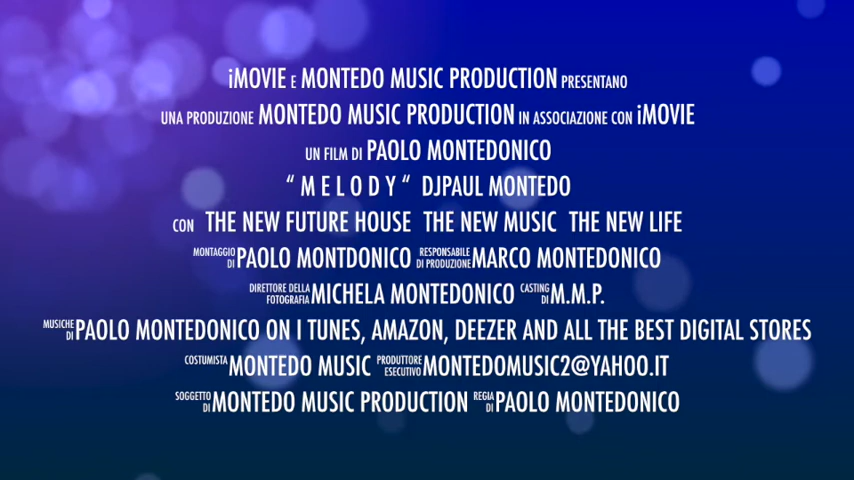 iMOVIE E MONTEDO MUSIC PRODUCTION PRESENTANO
UNA PRODUZIONE MONTEDO MUSIC PRODUCTION IN ASSOCIAZIONE CON iMOVIE
UN FILM DI PAOLO MONTEDONICO
“ M E L O D Y “ DJPAUL MONTEDO
CON THE NEW FUTURE HOUSE THE NEW MUSIC THE NEW LIFE
MONTAGGIO DI PAOLO MONTDONICO RESPONSABILE DI PRODUZIONE MARCO MONTEDONICO
DIRETTORE DELLA FOTOGRAFIA MICHELA MONTEDONICO CASTING DI M.M.P.
MUSICHE DI PAOLO MONTEDONICO ON I TUNES, AMAZON, DEEZER AND ALL THE BEST DIGITAL STORES
COSTUMISTA MONTEDO MUSIC PRODUTTORE ESECUTIVO MONTEDOMUSIC2@YAHOO.IT
SOGGETTO DI MONTEDO MUSIC PRODUCTION REGIA DI PAOLO MONTEDONICO